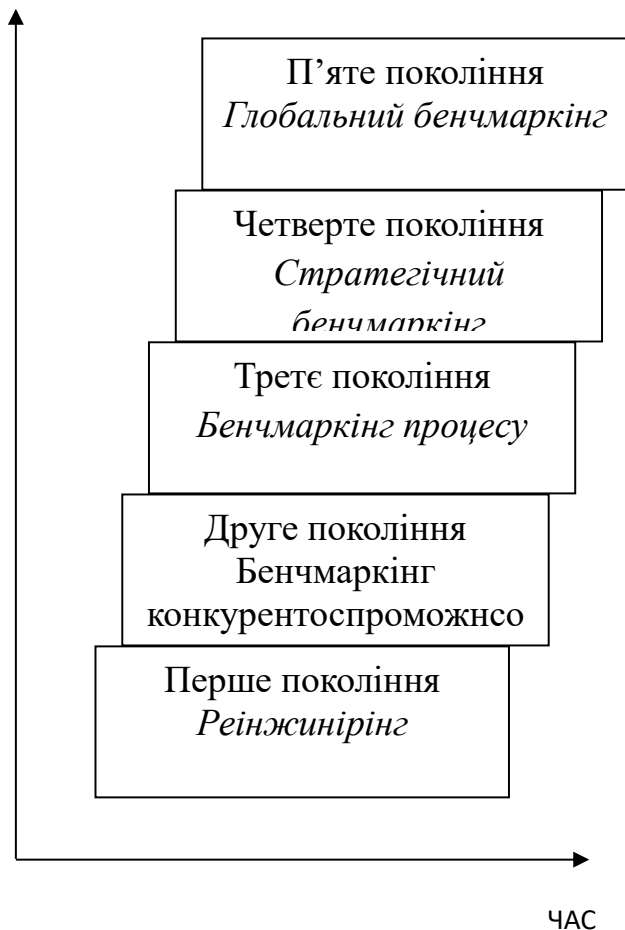 П’яте покоління
Глобальний бенчмаркінг
Четверте покоління
Стратегічний
бенчмаркінг
Третє покоління
Бенчмаркінг процесу
Друге покоління
Бенчмаркінг
конкурентоспроможнсо
Перше покоління
Реінжинірінг
ЧАС